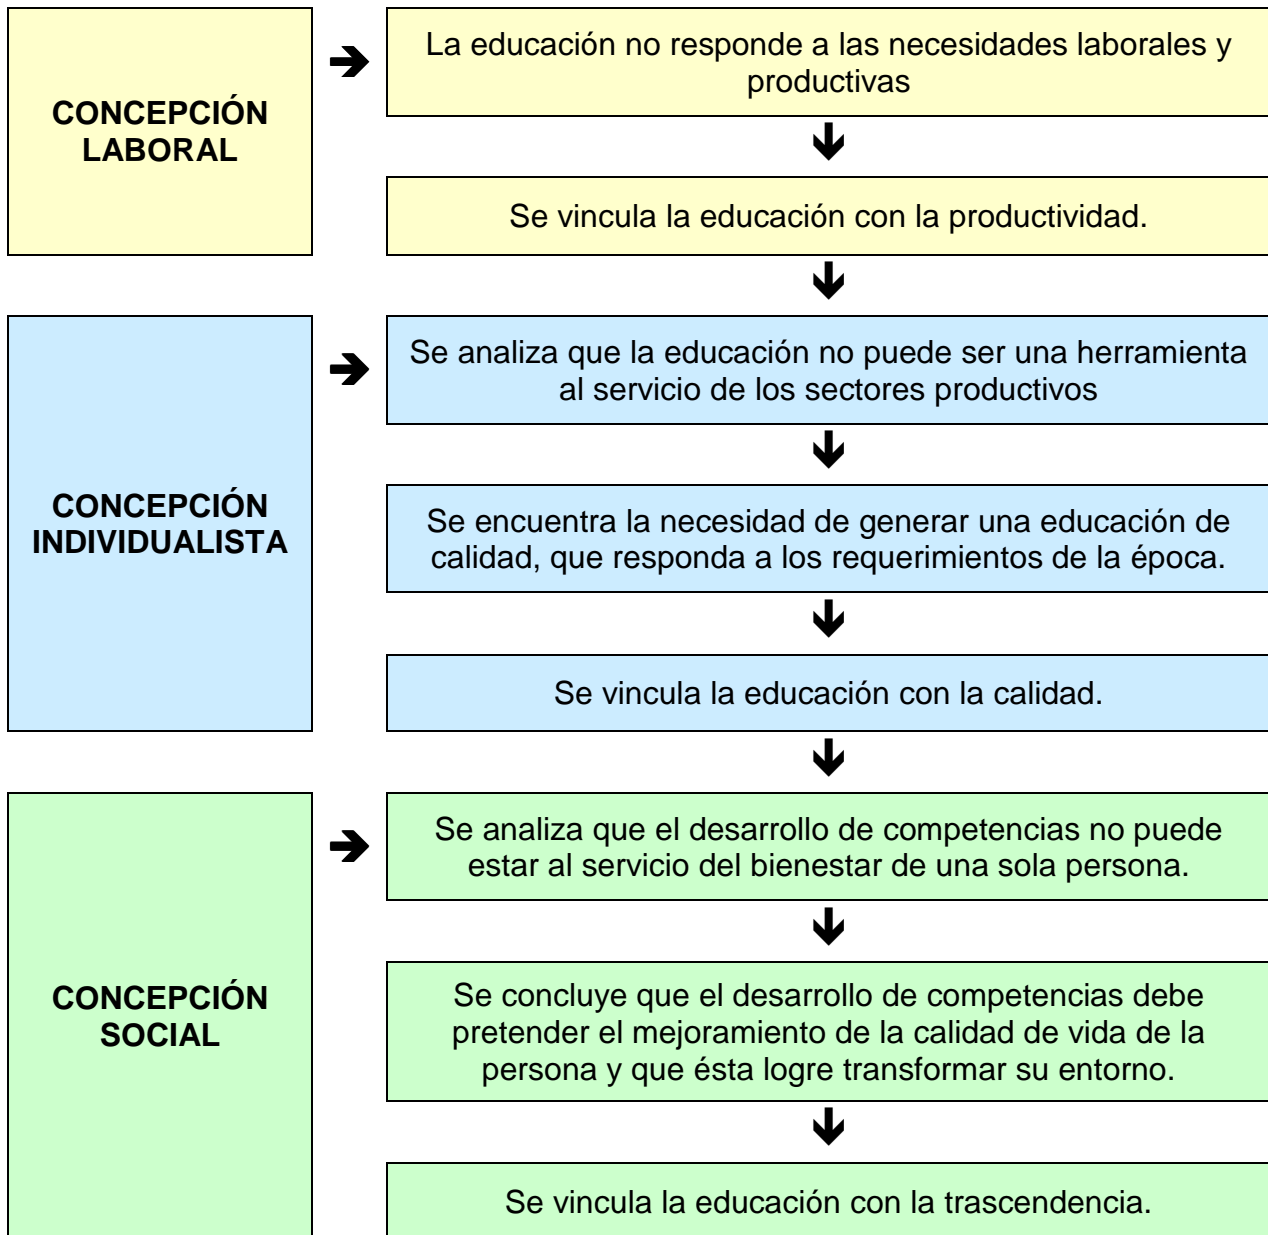 CONCEPCIÓN
LABORAL
La educación no responde a las necesidades laborales y
productivas
Se vincula la educación con la productividad.
CONCEPCIÓN
INDIVIDUALISTA
Se analiza que la educación no puede ser una herramienta
al servicio de los sectores productivos
Se encuentra la necesidad de generar una educación de
calidad, que responda a los requerimientos de la época.
Se vincula la educación con la calidad.
CONCEPCIÓN
SOCIAL
Se analiza que el desarrollo de competencias no puede
estar al servicio del bienestar de una sola persona.
Se concluye que el desarrollo de competencias debe
pretender el mejoramiento de la calidad de vida de la
persona y que ésta logre transformar su entorno.
Se vincula la educación con la trascendencia.